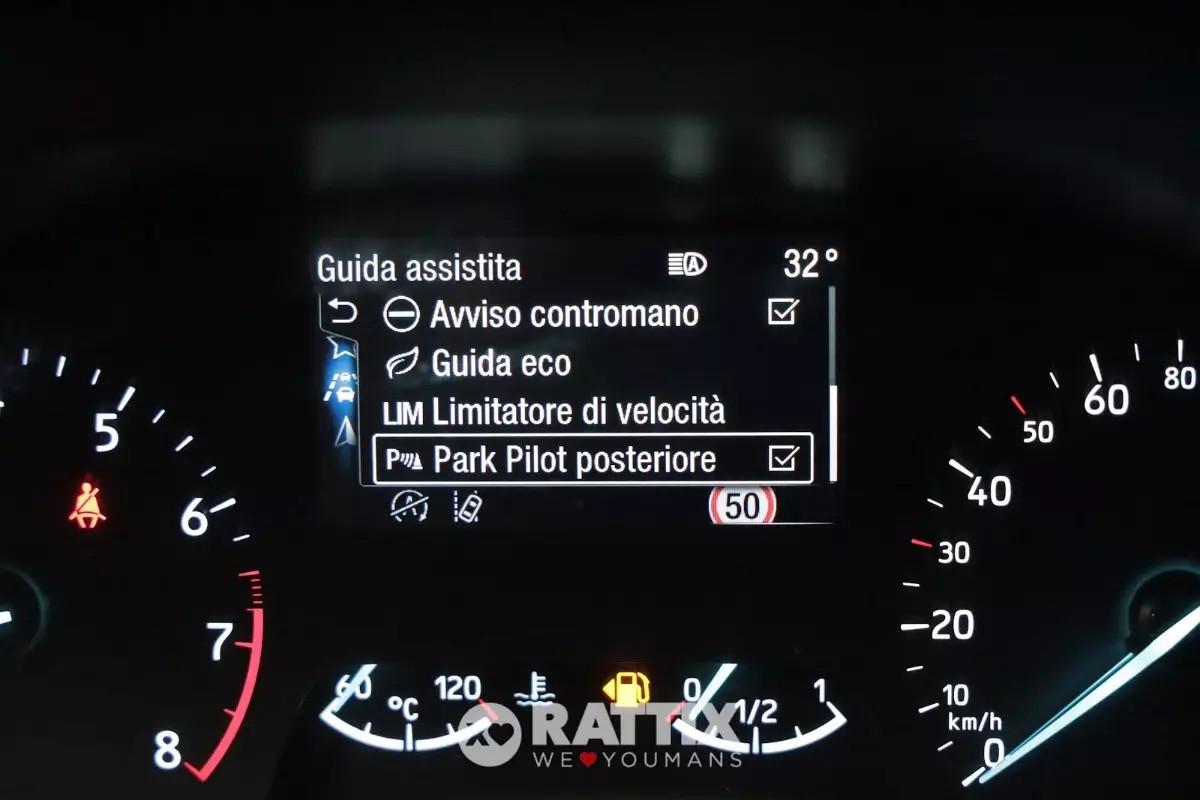 Guida assistita A 32°
Avviso contromano
Guida eco
LIM Limitatore di velocità
P Park Pilot posteriore
A 50
5
6
7
8
80
60
50
40
30
20
10
km/h
0
60 °C 120
0 1/2 1
RATTIX
WE YOUMANS